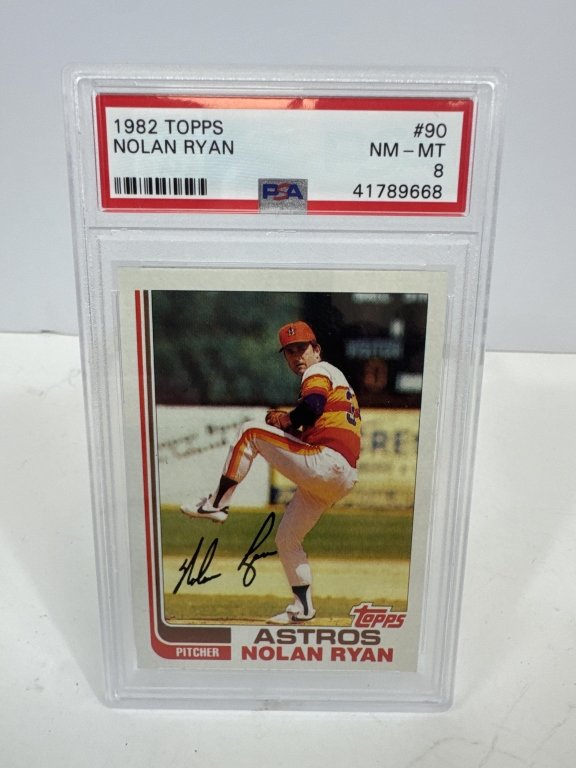 1982 TOPPS #90
NOLAN RYAN NM – MT
8
PSA 41789668
Nolan Ryan
topps
ASTROS
PITCHER NOLAN RYAN